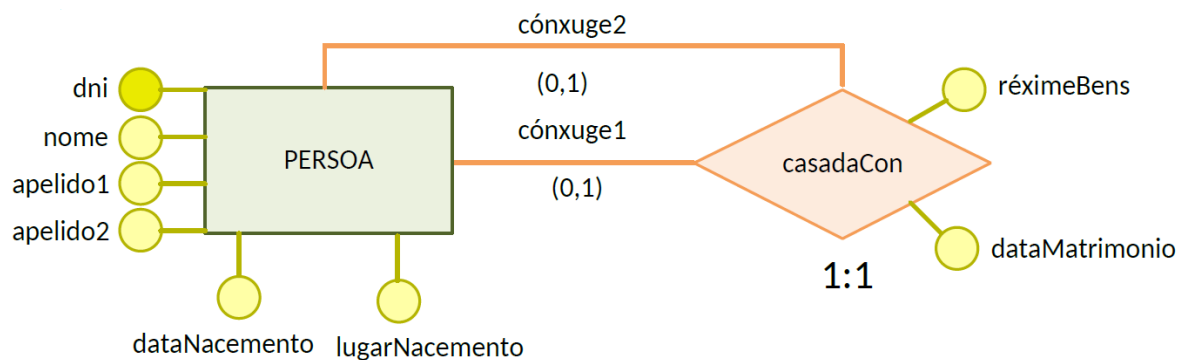 cónxuge2
dni
(0,1)
réximeBens
nome
cónxuge1
PERSOA
casadaCon
apelido1
(0,1)
apelido2
dataMatrimonio
1:1
dataNacemento
lugarNacemento